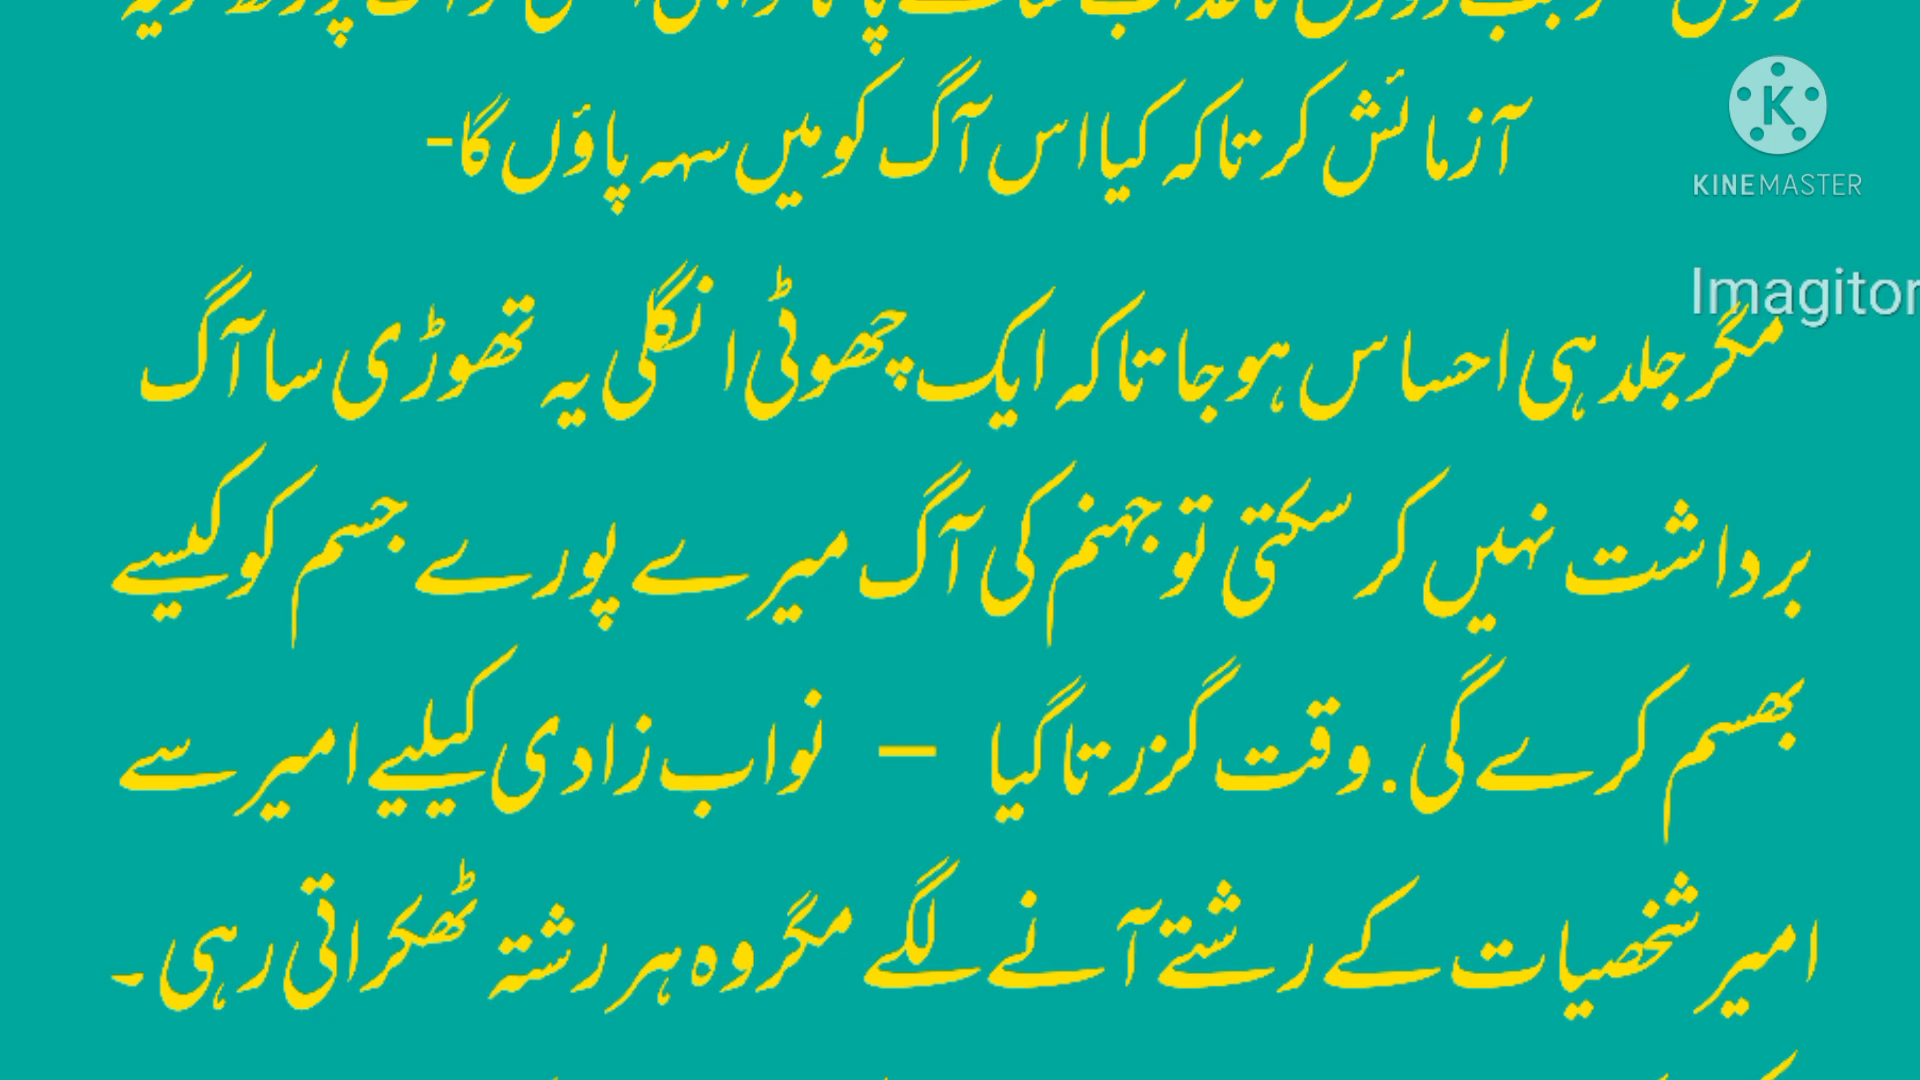 آزمائش کرتا کہ کیا اس آگ کو میں سہہ پاؤں گا-
KINEMASTER
Imagitor
مگر جلد ہی احساس ہو جاتا کہ ایک چھوٹی انگلی یہ تھوڑی سا آگ
برداشت نہیں کر سکتی تو جہنم کی آگ میرے پورے جسم کو کیسے
بھسم کرے گی. وقت گزرتا گیا – نواب زادی کیلیے امیر سے
امیر شخصیات کے رشتے آنے لگے مگر وہ ہر رشتہ ٹھکراتی رہی۔